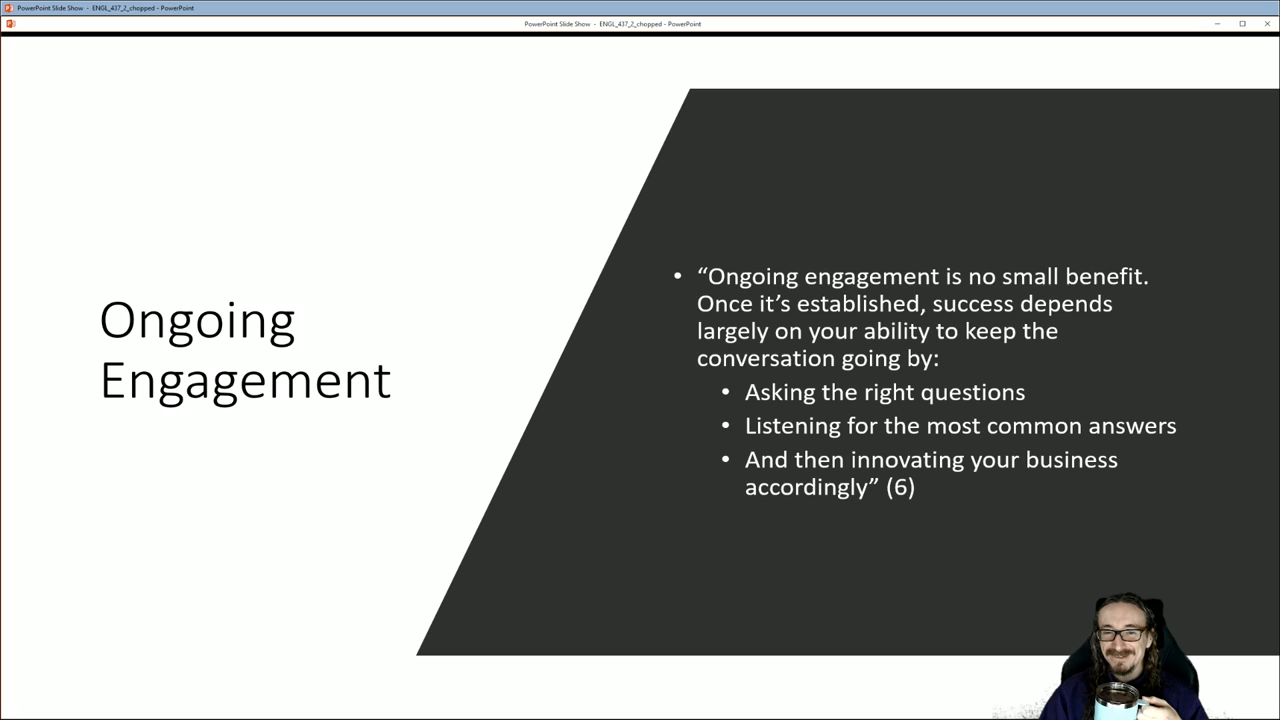 PowerPoint Slide Show - ENGL_437_2_chopped - PowerPoint
PowerPoint Slide Show - ENGL_437_2_chopped - PowerPoint
Ongoing
Engagement
• “Ongoing engagement is no small benefit.
Once it’s established, success depends
largely on your ability to keep the
conversation going by:
• Asking the right questions
• Listening for the most common answers
• And then innovating your business
accordingly” (6)